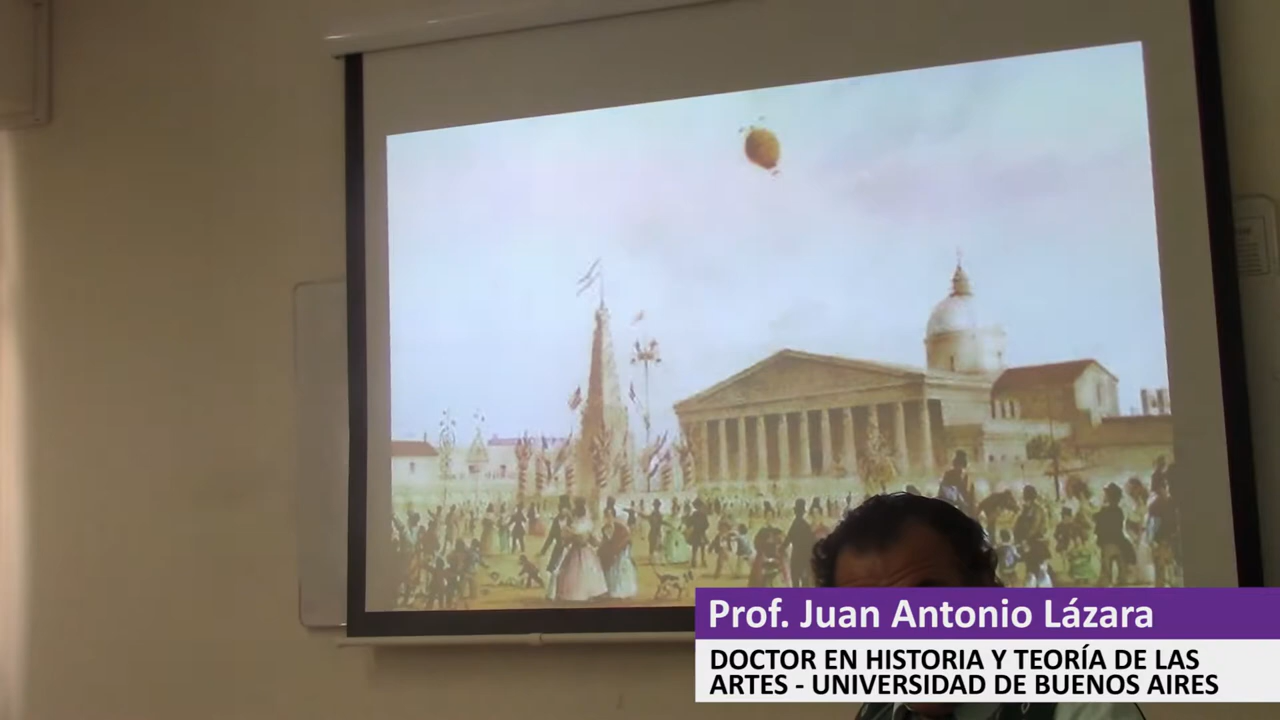 Prof. Juan Antonio Lázara
DOCTOR EN HISTORIA Y TEORÍA DE LAS
ARTES - UNIVERSIDAD DE BUENOS AIRES